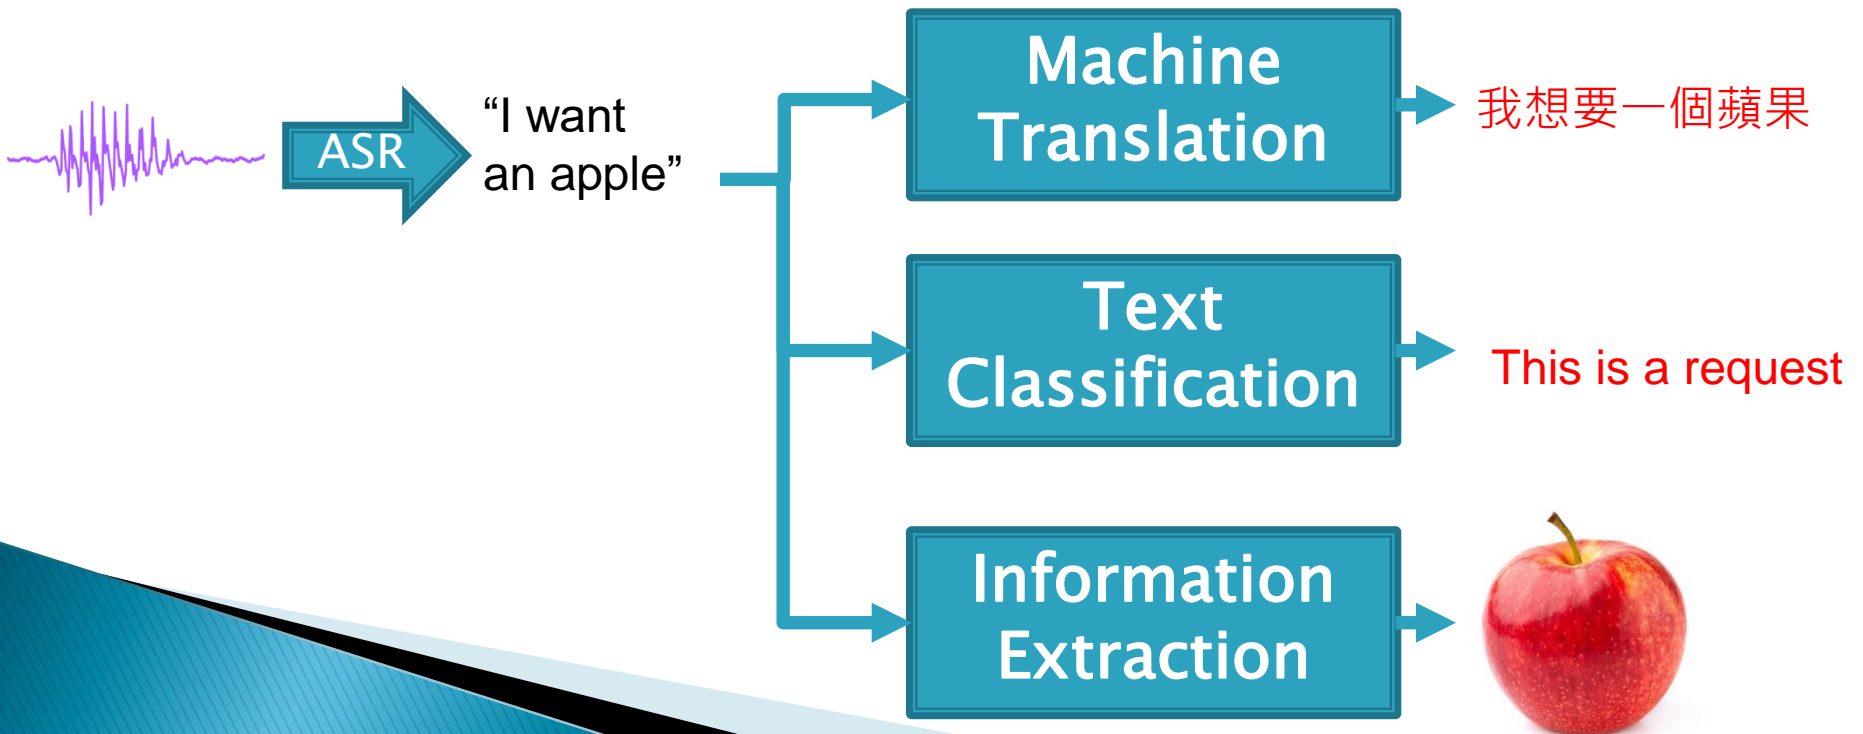 ASR
“I want
an apple”
Machine
Translation
我想要一個蘋果
Text
Classification
This is a request
Information
Extraction